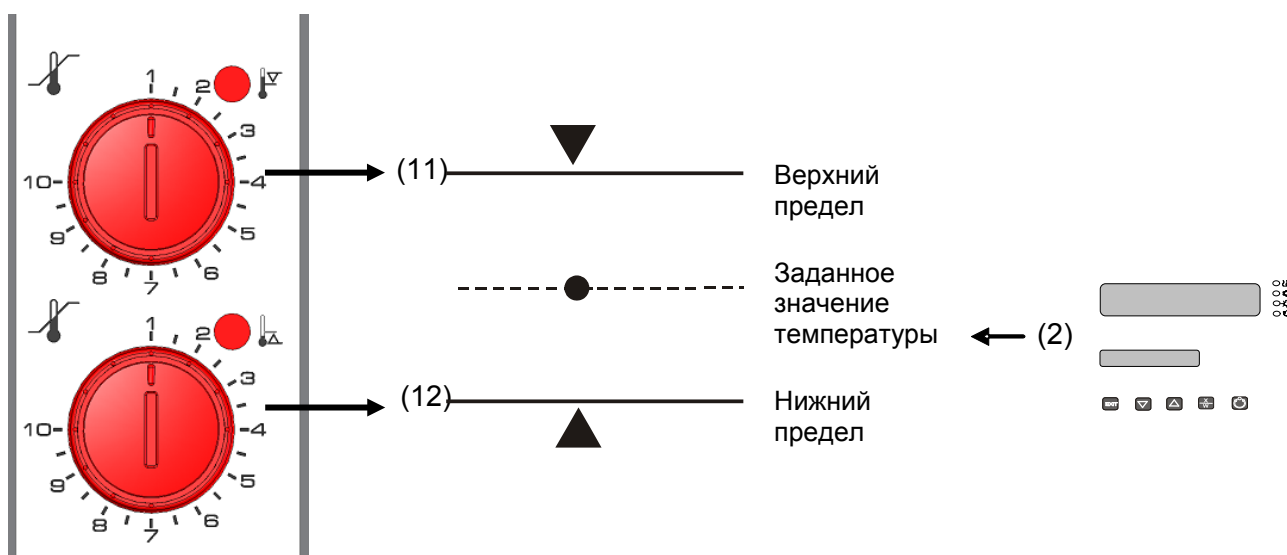 1
2
3
4
5
6
7
8
9
10
(11)
Верхний
предел
Заданное
значение
температуры
(2)
EXIT
1
2
3
4
5
6
7
8
9
10
(12)
Нижний
предел